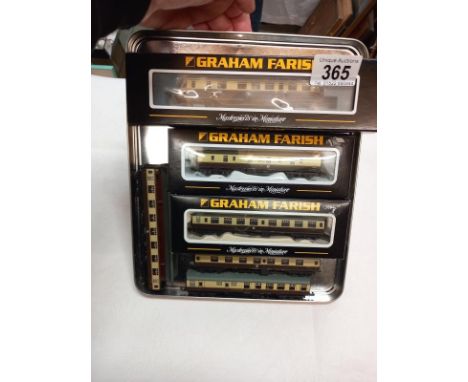 GRAHAM FARISH
Unique Auctions
365
Masterpieces in Miniature
GRAHAM FARISH
Masterpieces in Miniature
GRAHAM FARISH
Masterpieces in Miniature